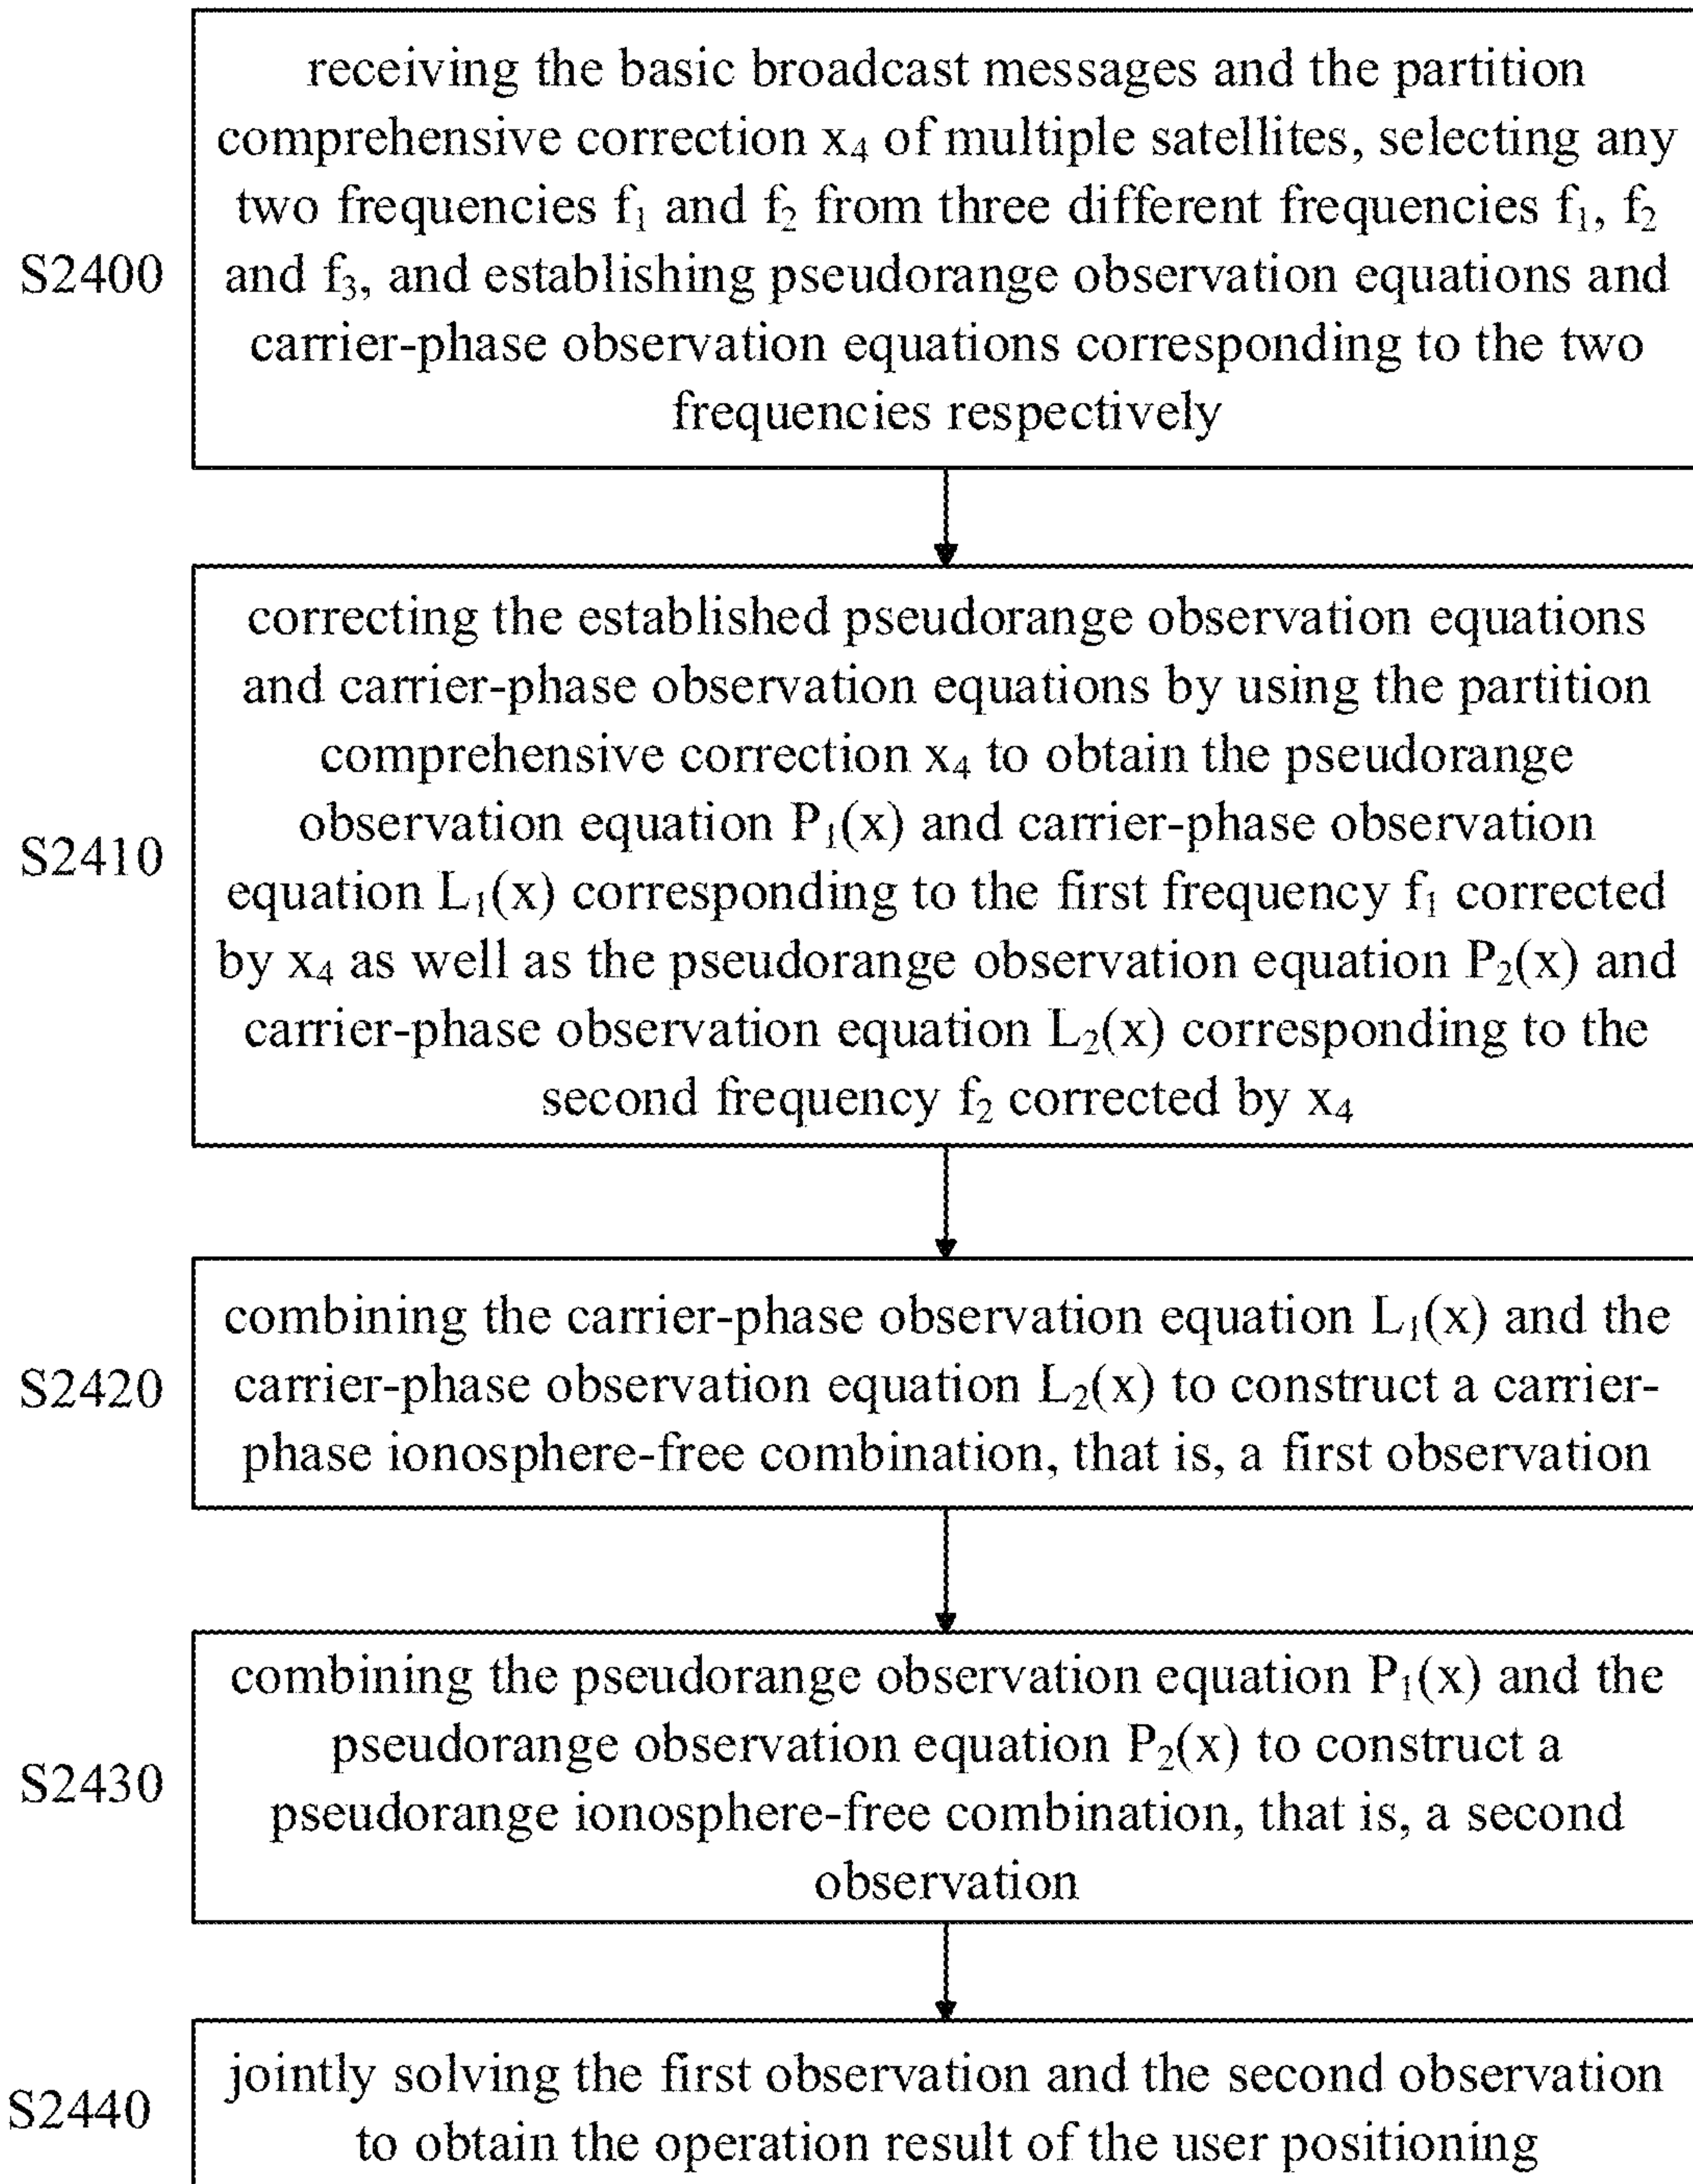 receiving the basic broadcast messages and the partition
comprehensive correction x₄ of multiple satellites, selecting any
two frequencies f₁ and f₂ from three different frequencies f₁, f₂
S2400
and f₃, and establishing pseudorange observation equations and
carrier-phase observation equations corresponding to the two
frequencies respectively
correcting the established pseudorange observation equations
and carrier-phase observation equations by using the partition
comprehensive correction x₄ to obtain the pseudorange
observation equation P₁(x) and carrier-phase observation
S2410
equation L₁(x) corresponding to the first frequency f₁ corrected
by x₄ as well as the pseudorange observation equation P₂(x) and
carrier-phase observation equation L₂(x) corresponding to the
second frequency f₂ corrected by x₄
combining the carrier-phase observation equation L₁(x) and the
S2420
carrier-phase observation equation L₂(x) to construct a carrier-
phase ionosphere-free combination, that is, a first observation
combining the pseudorange observation equation P₁(x) and the
pseudorange observation equation P₂(x) to construct a
S2430
pseudorange ionosphere-free combination, that is, a second
observation
S2440
jointly solving the first observation and the second observation
to obtain the operation result of the user positioning